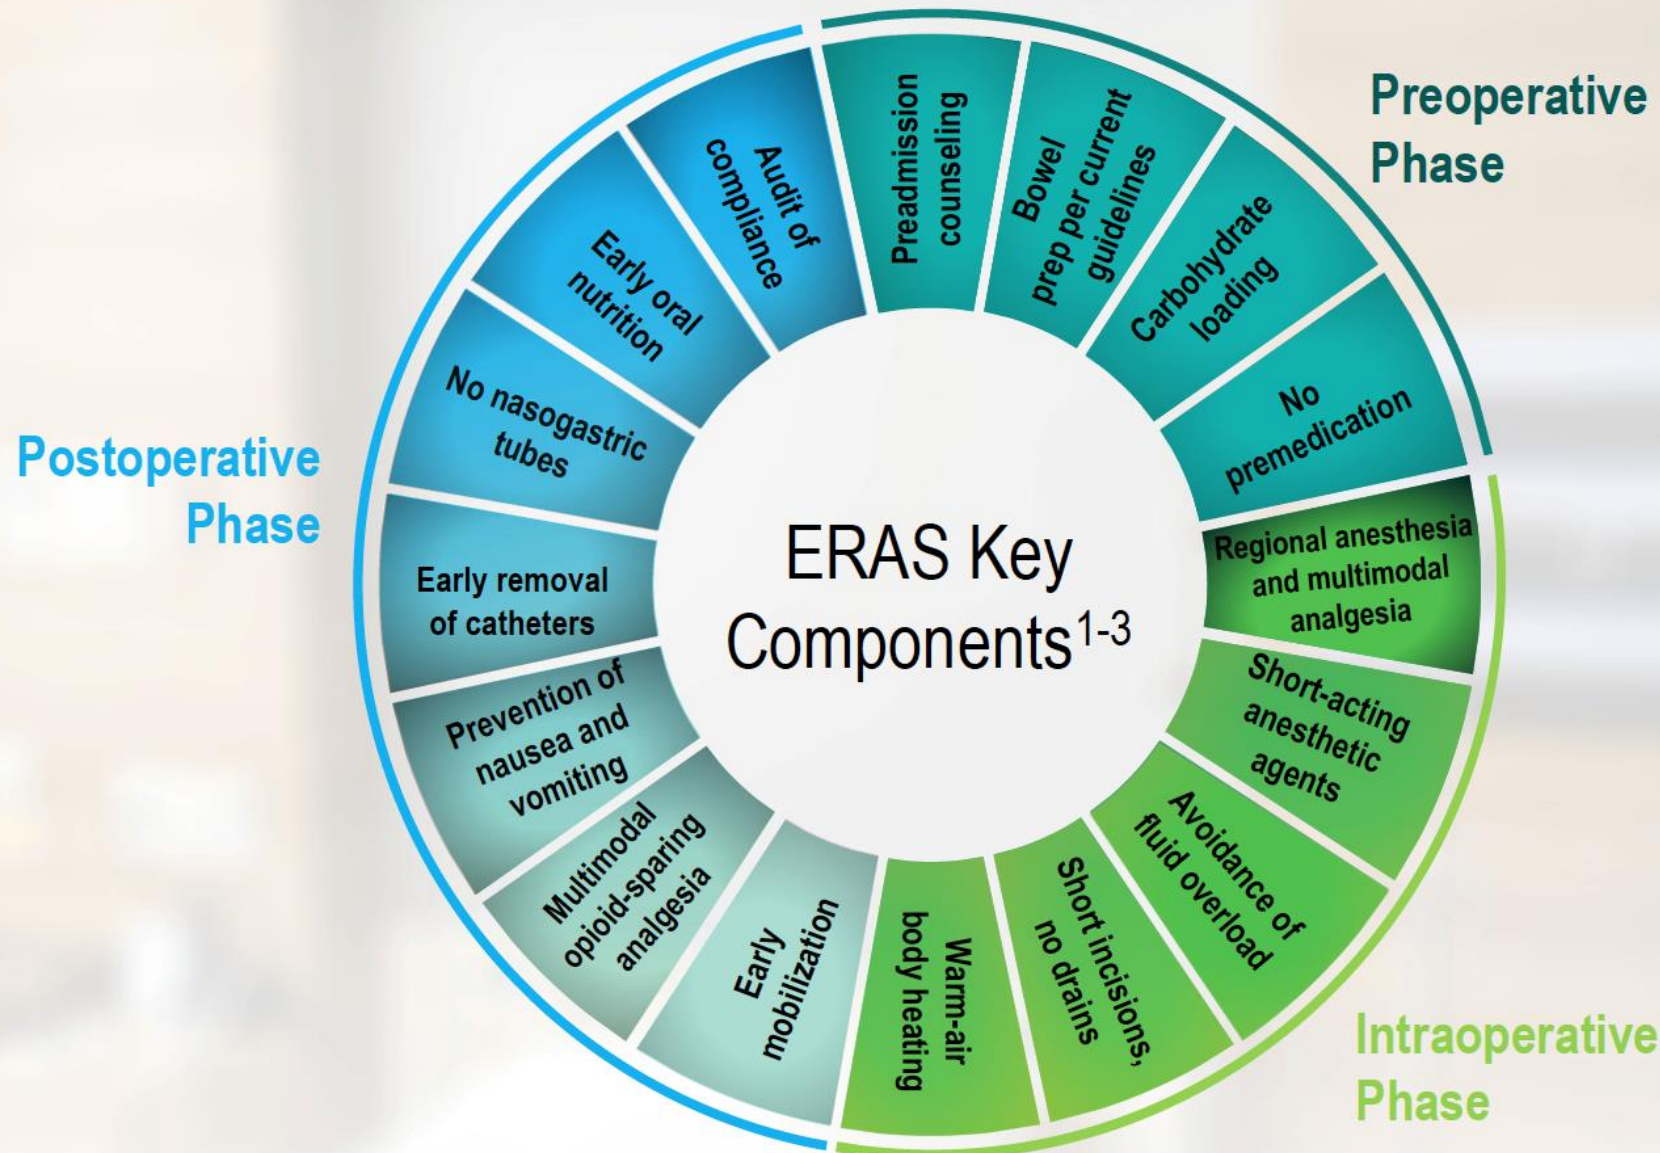 Preoperative
Phase
Preadmission
counseling
Bowel
prep per current
guidelines
Carbohydrate
loading
No
premedication
Intraoperative
Phase
Regional anesthesia
and multimodal
analgesia
Short-acting
anesthetic
agents
Avoidance of
fluid overload
Short incisions,
no drains
Warm-air
body heating
Postoperative
Phase
Early
mobilization
Multimodal
opioid-sparing
analgesia
Prevention of
nausea and
vomiting
Early removal
of catheters
No nasogastric
tubes
Early oral
nutrition
Audit of
compliance
ERAS Key
Components1-3